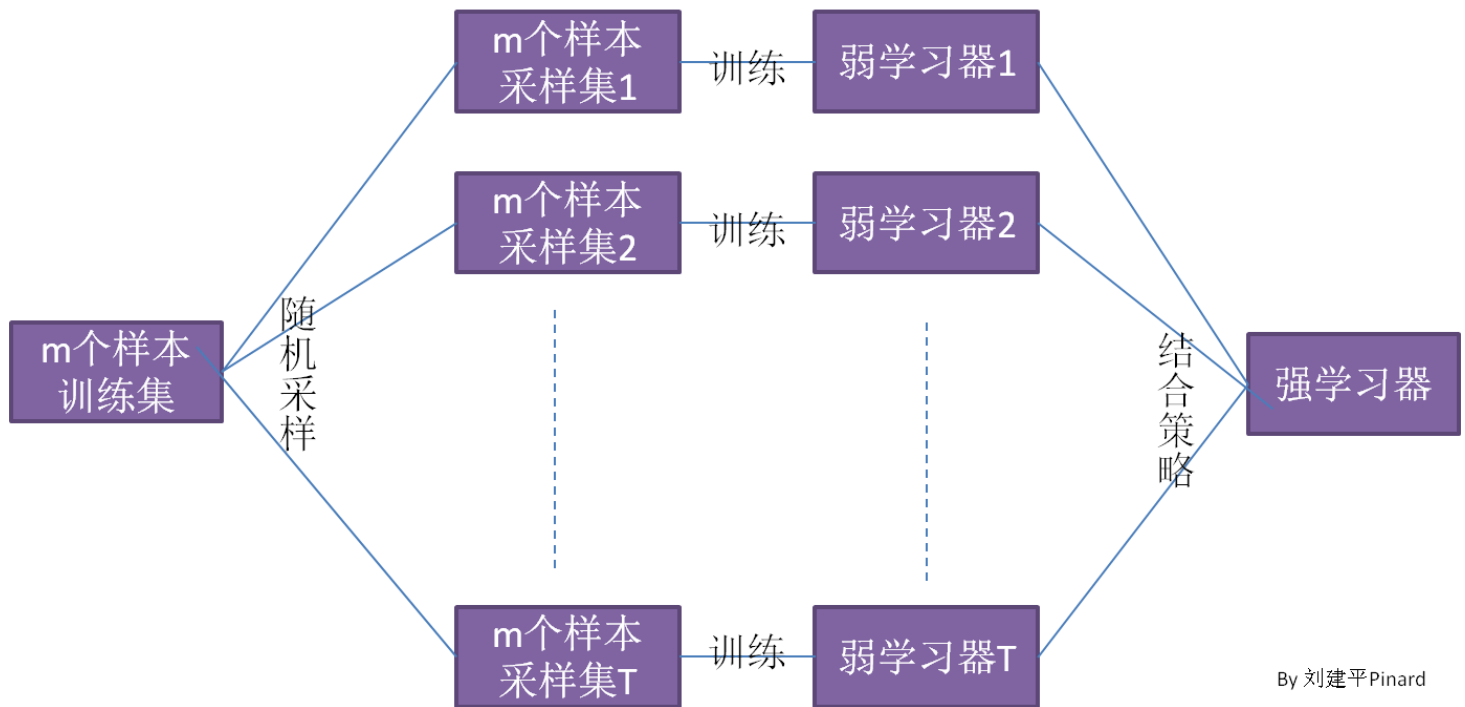 m个样本
采样集1
训练
弱学习器1
m个样本
采样集2
训练
弱学习器2
随机采样
m个样本
训练集
结合策略
强学习器
m个样本
采样集T
训练
弱学习器T
By 刘建平Pinard